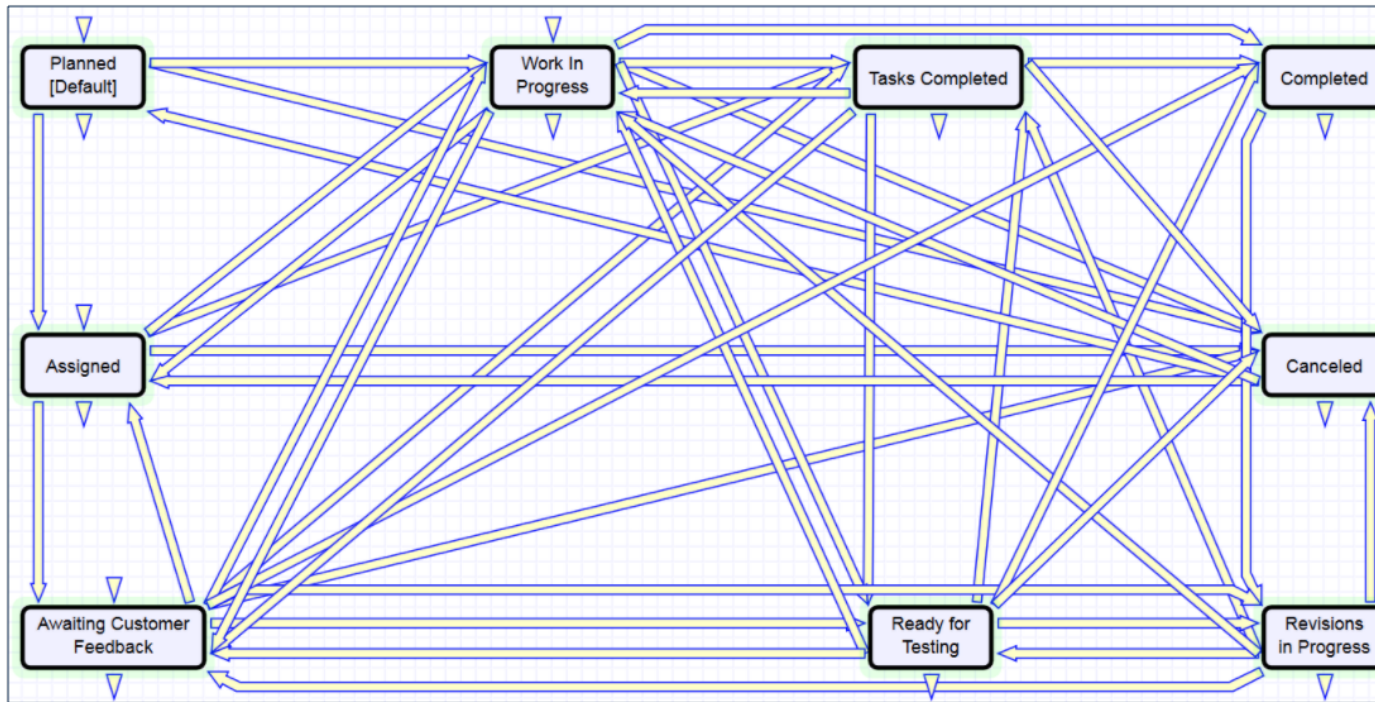 Planned
[Default]
Work In
Progress
Tasks Completed
Completed
Assigned
Canceled
Awaiting Customer
Feedback
Ready for
Testing
Revisions
in Progress